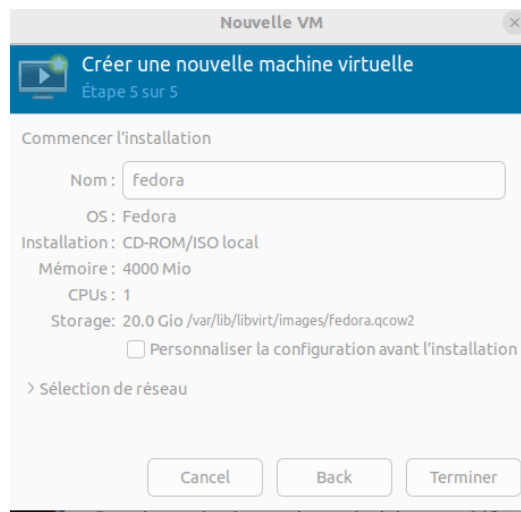 Nouvelle VM
Créer une nouvelle machine virtuelle
Étape 5 sur 5
Commencer l'installation
Nom : fedora
OS : Fedora
Installation : CD-ROM/ISO local
Mémoire : 4000 Mio
CPUs : 1
Storage: 20.0 Gio /var/lib/libvirt/images/fedora.qcow2
Personnaliser la configuration avant l'installation
> Sélection de réseau
Cancel Back Terminer